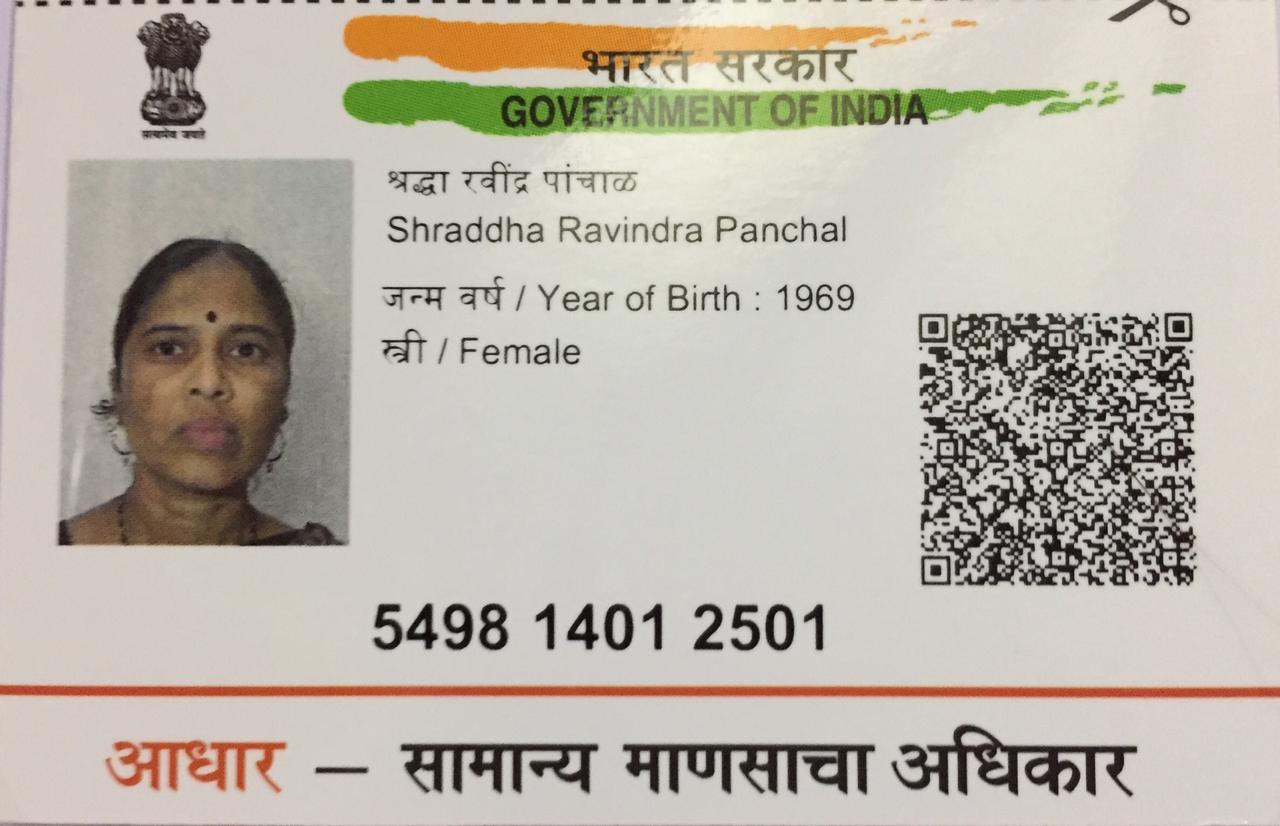 भारत सरकार
GOVERNMENT OF INDIA
सत्यमेव जयते
श्रद्धा रवींद्र पांचाळ
Shraddha Ravindra Panchal
जन्म वर्ष / Year of Birth : 1969
स्त्री / Female
5498 1401 2501
आधार — सामान्य माणसाचा अधिकार